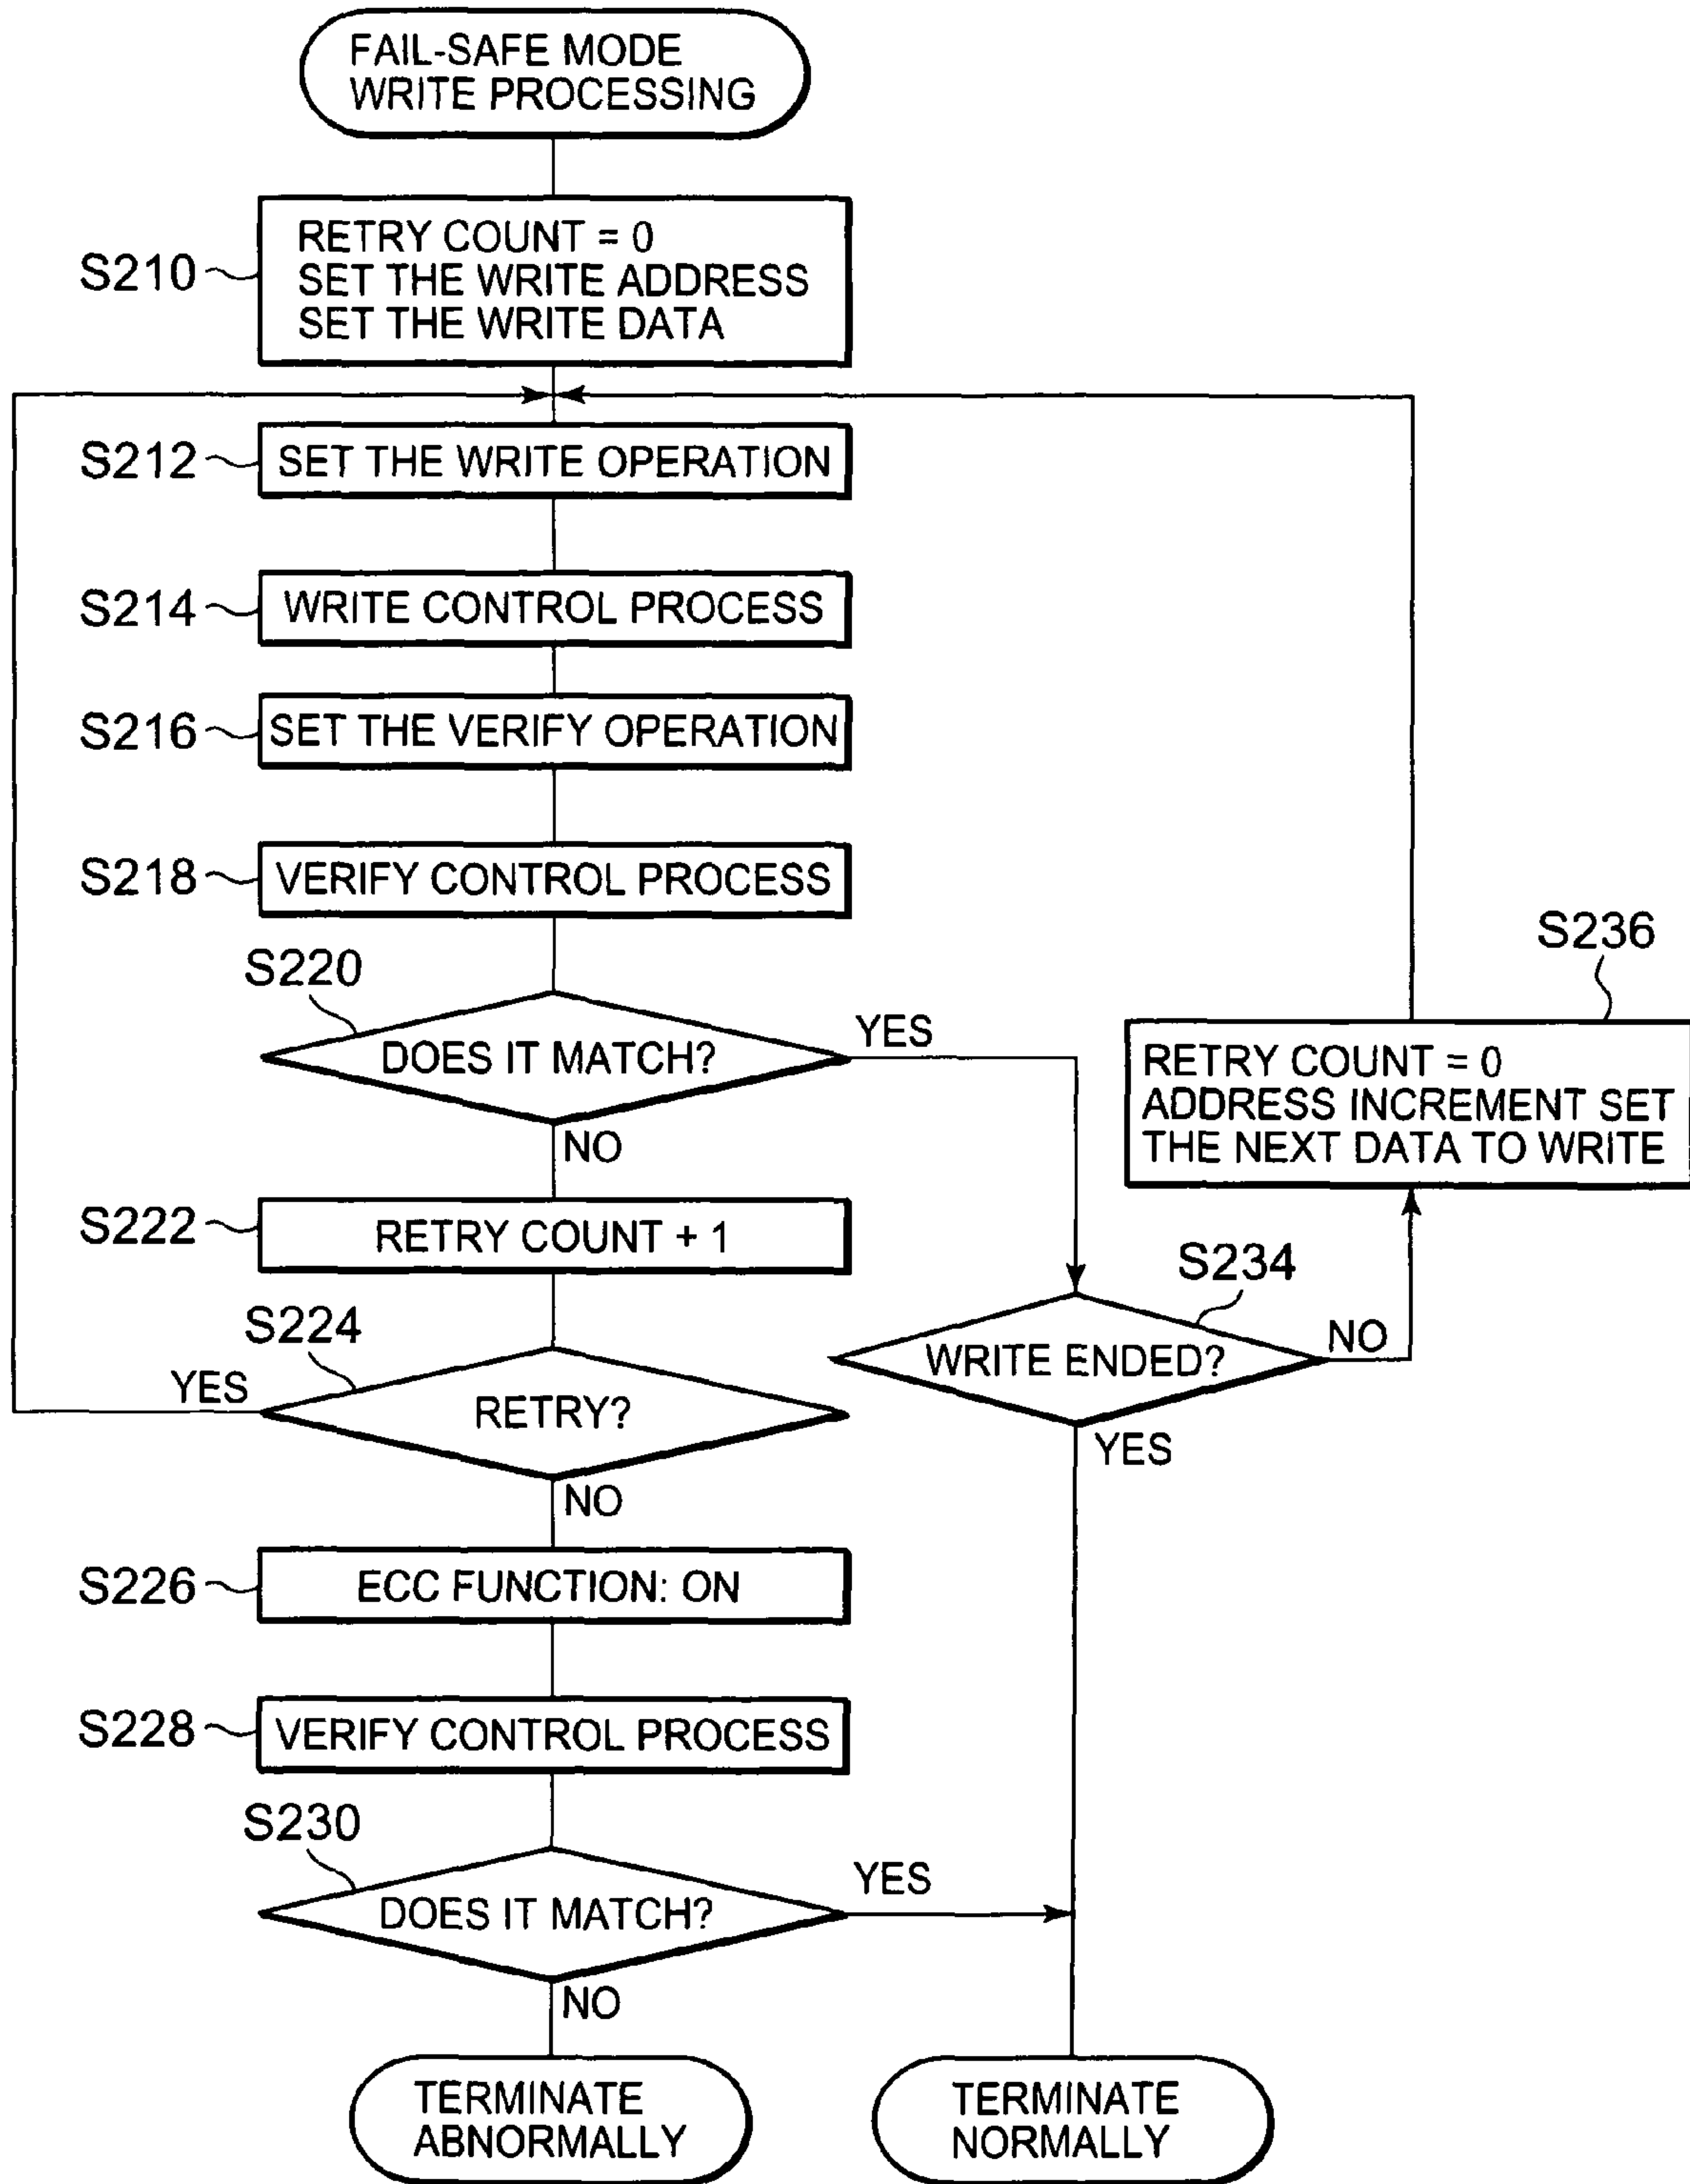 FAIL-SAFE MODE
WRITE PROCESSING
S210
RETRY COUNT = 0
SET THE WRITE ADDRESS
SET THE WRITE DATA
S212
SET THE WRITE OPERATION
S214
WRITE CONTROL PROCESS
S216
SET THE VERIFY OPERATION
S218
VERIFY CONTROL PROCESS
S220
DOES IT MATCH?
YES
NO
S222
RETRY COUNT + 1
S224
RETRY?
YES
NO
S226
ECC FUNCTION: ON
S228
VERIFY CONTROL PROCESS
S230
DOES IT MATCH?
YES
NO
TERMINATE
ABNORMALLY
S236
RETRY COUNT = 0
ADDRESS INCREMENT SET
THE NEXT DATA TO WRITE
S234
WRITE ENDED?
NO
YES
TERMINATE
NORMALLY